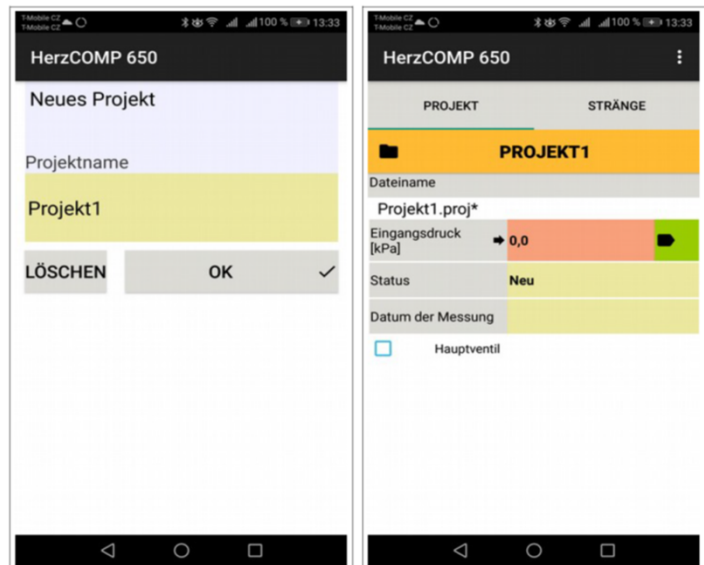 T-Mobile CZ
T-Mobile CZ
100 % 13:33
HerzCOMP 650
Neues Projekt
Projektname
Projekt1
LÖSCHEN
OK
T-Mobile CZ
T-Mobile CZ
100 % 13:33
HerzCOMP 650
PROJEKT
STRÄNGE
PROJEKT1
Dateiname
Projekt1.proj*
Eingangsdruck
[kPa]
0,0
Status
Neu
Datum der Messung
Hauptventil